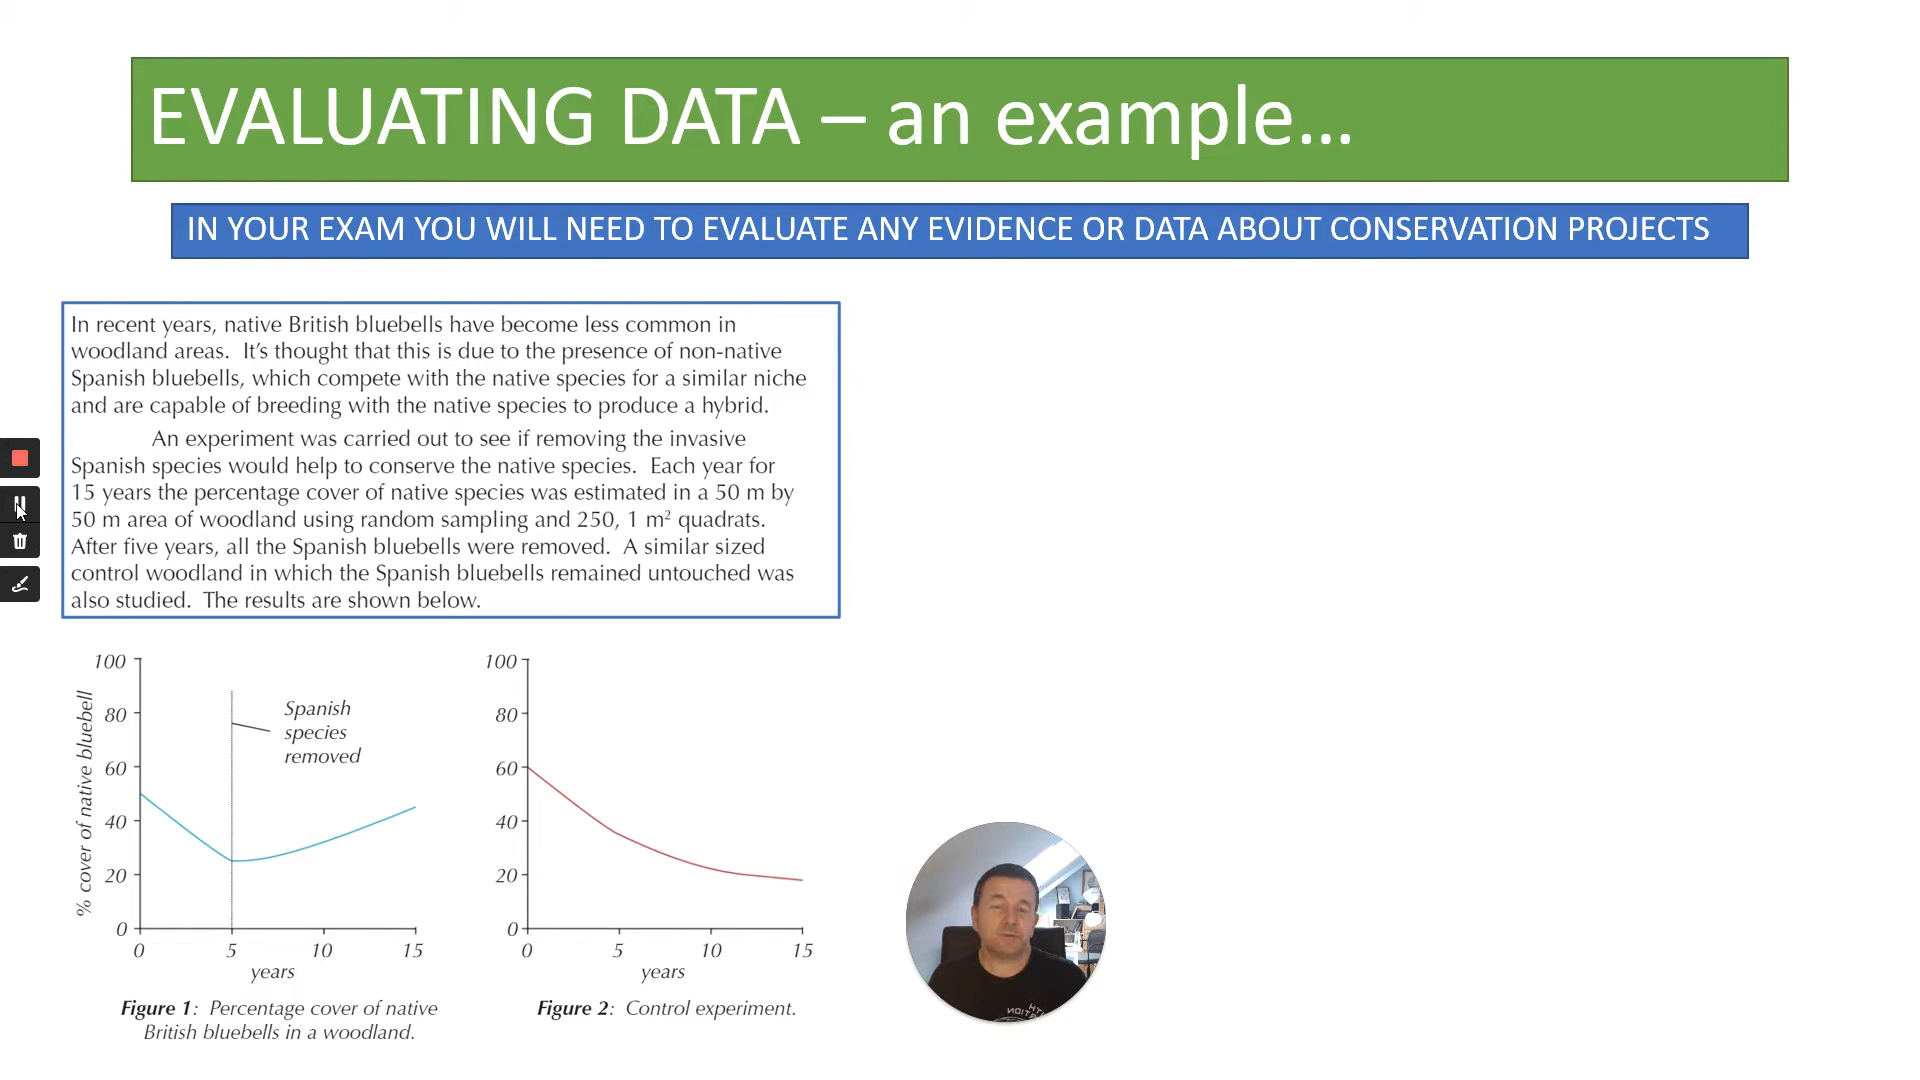 EVALUATING DATA – an example...
IN YOUR EXAM YOU WILL NEED TO EVALUATE ANY EVIDENCE OR DATA ABOUT CONSERVATION PROJECTS
In recent years, native British bluebells have become less common in
woodland areas. It's thought that this is due to the presence of non-native
Spanish bluebells, which compete with the native species for a similar niche
and are capable of breeding with the native species to produce a hybrid.
An experiment was carried out to see if removing the invasive
Spanish species would help to conserve the native species. Each year for
15 years the percentage cover of native species was estimated in a 50 m by
50 m area of woodland using random sampling and 250, 1 m² quadrats.
After five years, all the Spanish bluebells were removed. A similar sized
control woodland in which the Spanish bluebells remained untouched was
also studied. The results are shown below.
% cover of native bluebell
100
80
60
40
20
0
Spanish
species
removed
0 5 10 15
years
Figure 1: Percentage cover of native
British bluebells in a woodland.
100
80
60
40
20
0
0 5 10 15
years
Figure 2: Control experiment.